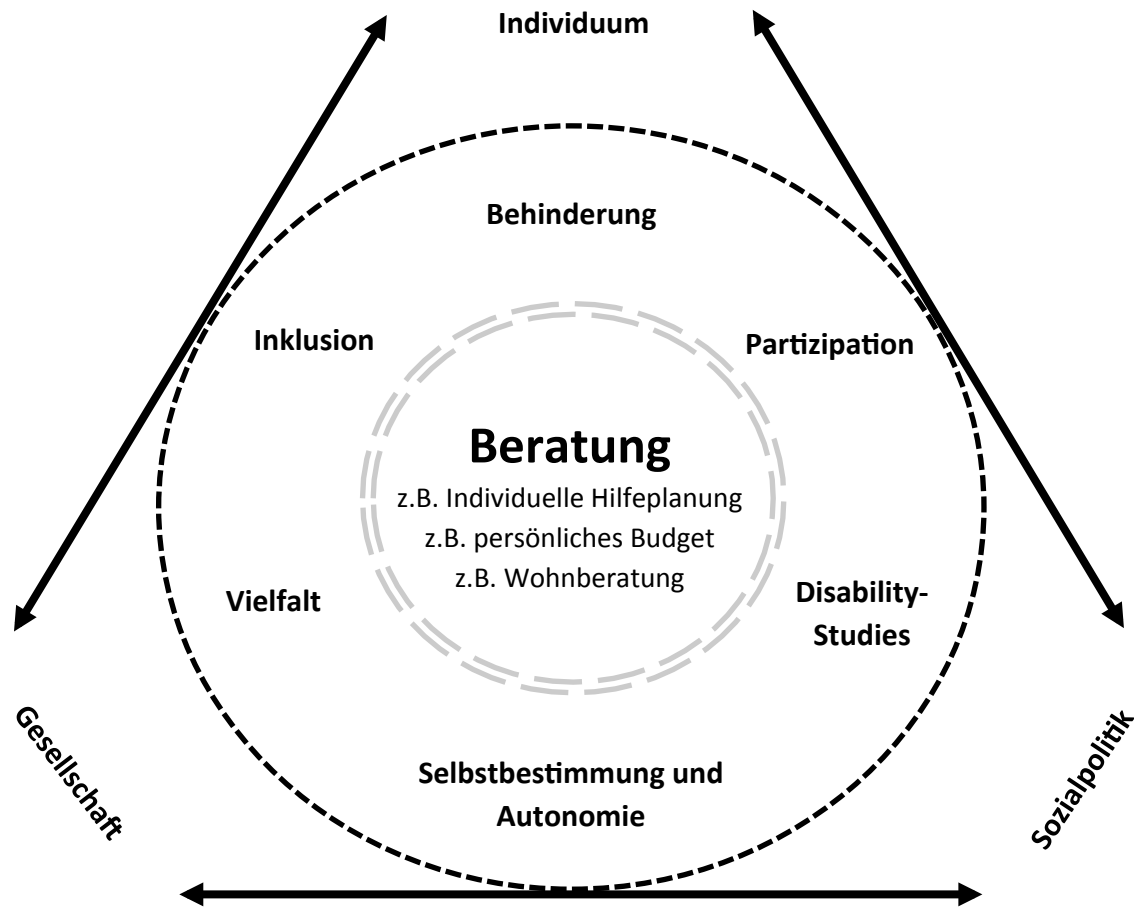 Individuum
Behinderung
Inklusion
Partizipation
Beratung
z.B. Individuelle Hilfeplanung
z.B. persönliches Budget
z.B. Wohnberatung
Vielfalt
Disability-
Studies
Gesellschaft
Sozialpolitik
Selbstbestimmung und
Autonomie